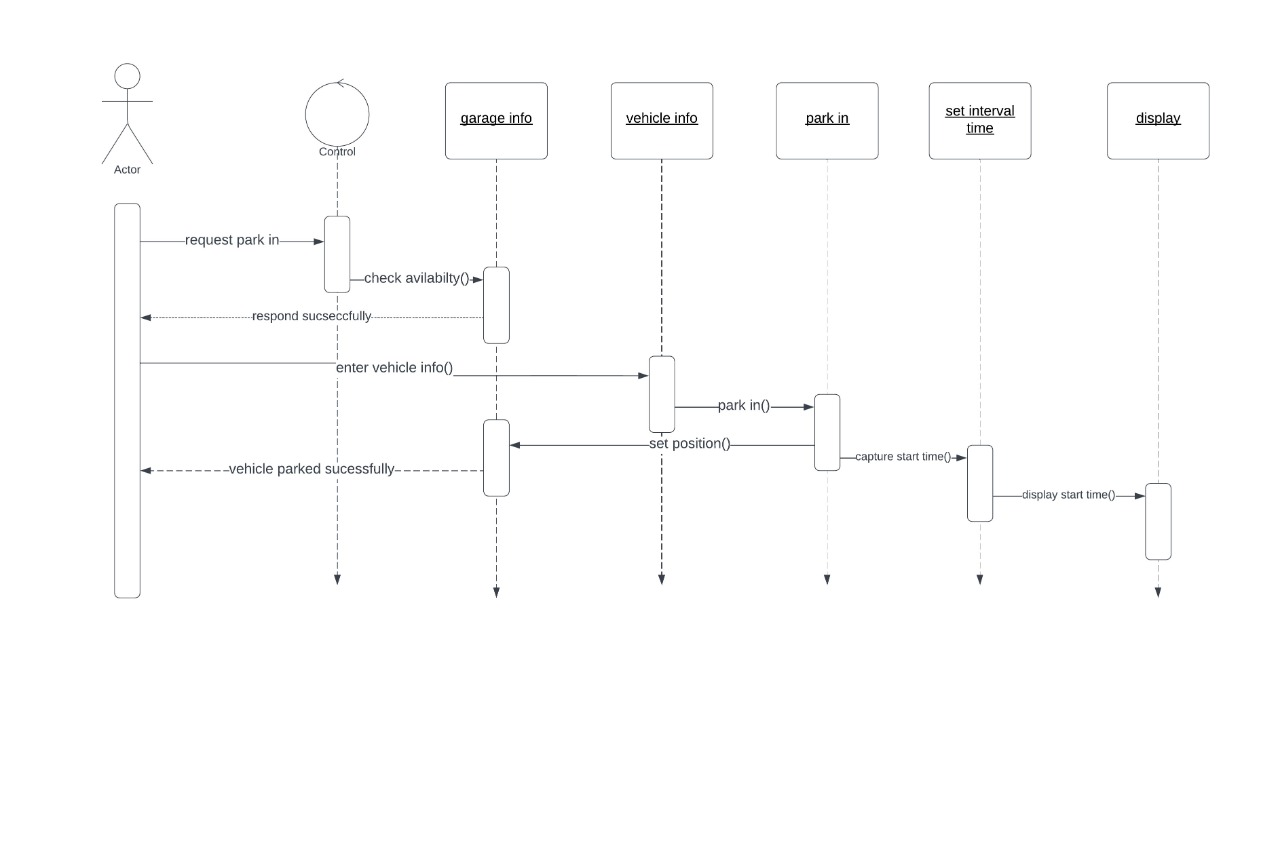 Actor
Control
garage info
vehicle info
park in
set interval
time
display
request park in
check avilabilty()
respond sucseccfully
enter vehicle info()
park in()
set position()
capture start time()
vehicle parked sucessfully
display start time()